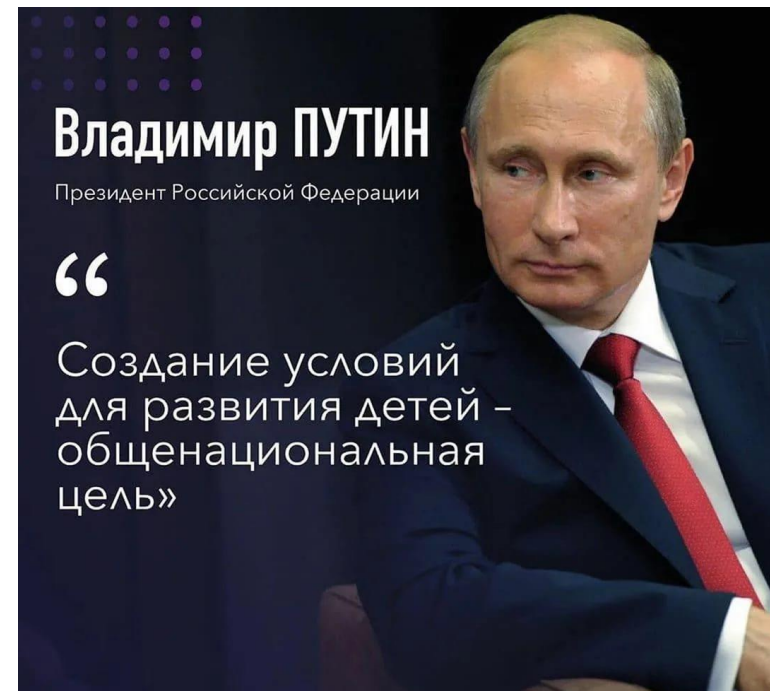 Владимир ПУТИН
Президент Российской Федерации
“
Создание условий
для развития детей –
общенациональная
цель»